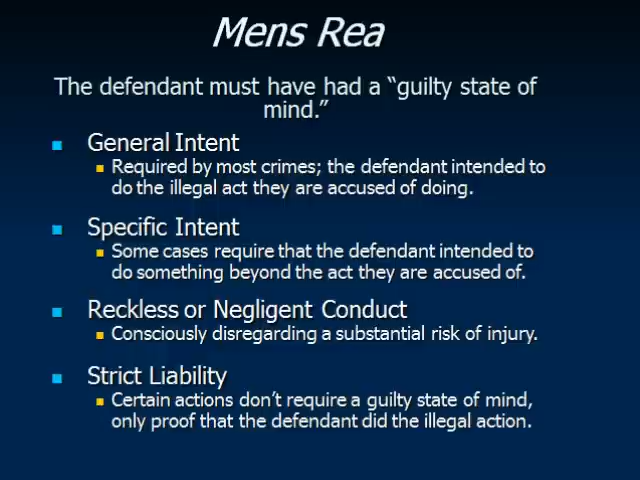 Mens Rea
The defendant must have had a “guilty state of
mind.”
General Intent
Required by most crimes; the defendant intended to
do the illegal act they are accused of doing.
Specific Intent
Some cases require that the defendant intended to
do something beyond the act they are accused of.
Reckless or Negligent Conduct
Consciously disregarding a substantial risk of injury.
Strict Liability
Certain actions don’t require a guilty state of mind,
only proof that the defendant did the illegal action.